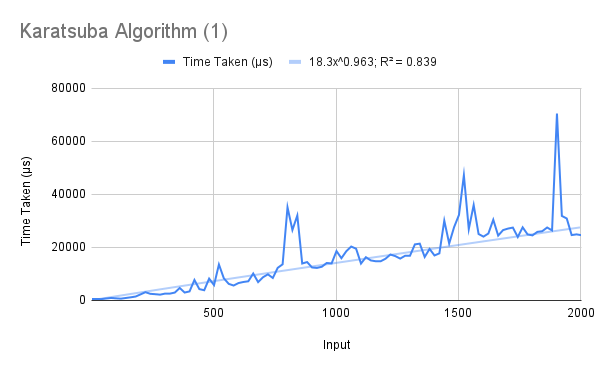 Karatsuba Algorithm (1)
Time Taken (μs) 18.3x^0.963; R² = 0.839
80000
60000
40000
20000
0
500 1000 1500 2000
Time Taken (μs)
Input